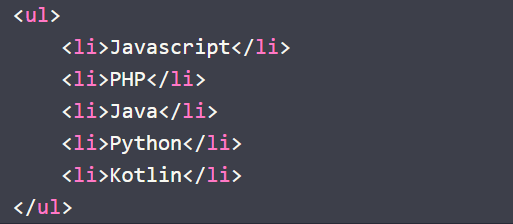 <ul>
<li>Javascript</li>
<li>PHP</li>
<li>Java</li>
<li>Python</li>
<li>Kotlin</li>
</ul>